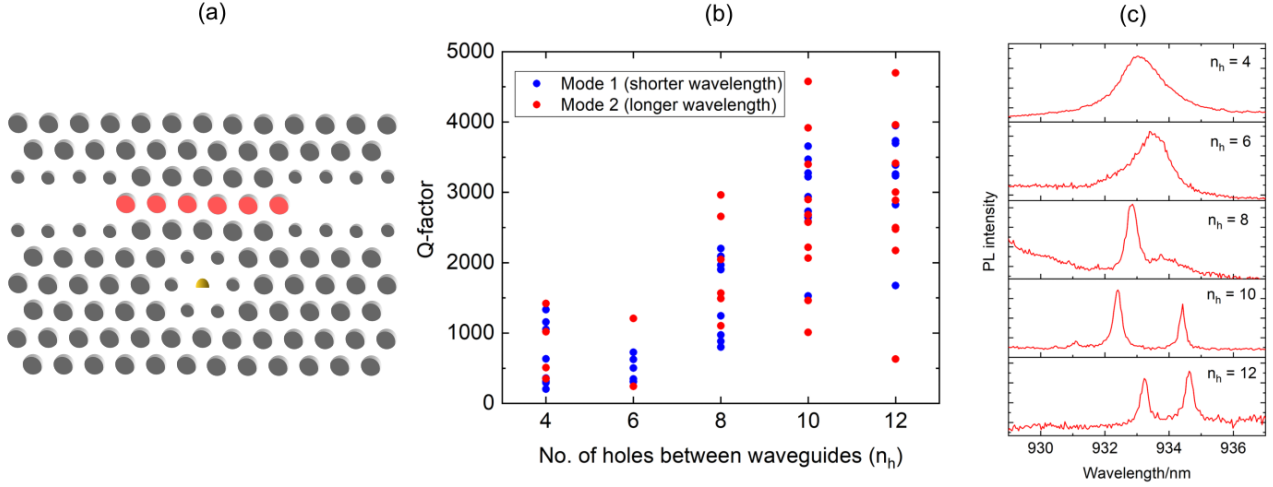 (a)
(b)
(c)
5000
4000
3000
2000
1000
0
Q-factor
Mode 1 (shorter wavelength)
Mode 2 (longer wavelength)
4 6 8 10 12
No. of holes between waveguides (nₕ)
PL intensity
nₕ = 4
nₕ = 6
nₕ = 8
nₕ = 10
nₕ = 12
930 932 934 936
Wavelength/nm